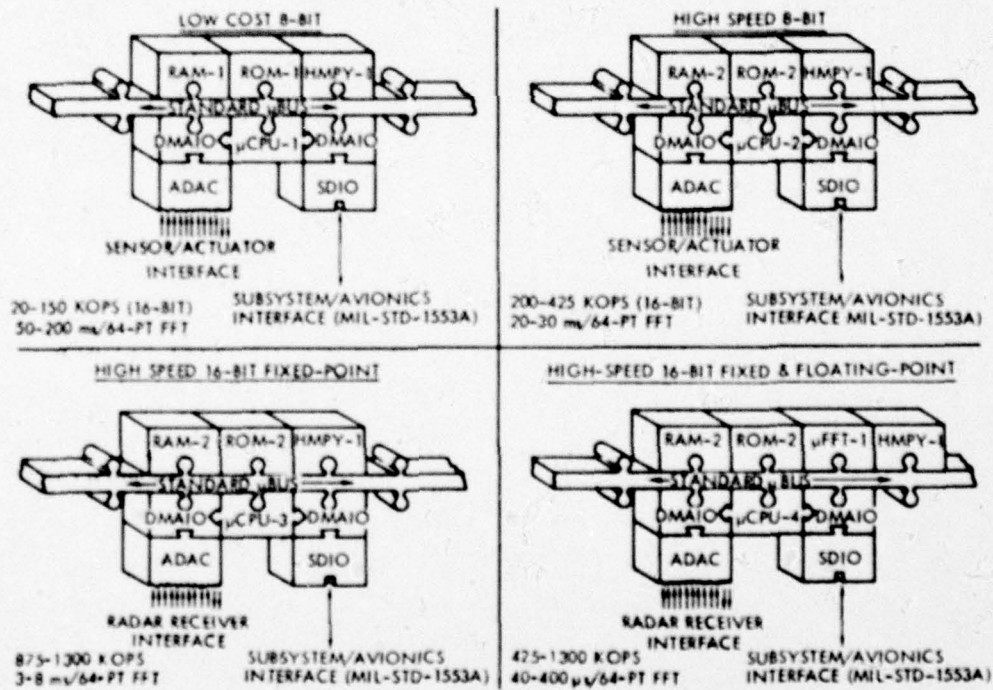 LOW COST 8-BIT
RAM-1 ROM-1 HMPY-1
STANDARD μBUS
DMAIO μCPU-1 DMAIO
ADAC SDIO
SENSOR/ACTUATOR
INTERFACE
20-150 KOPS (16-BIT)
50-200 ms/64-PT FFT
SUBSYSTEM/AVIONICS
INTERFACE (MIL-STD-1553A)
HIGH SPEED 8-BIT
RAM-2 ROM-2 HMPY-1
STANDARD μBUS
DMAIO μCPU-2 DMAIO
ADAC SDIO
SENSOR/ACTUATOR
INTERFACE
200-425 KOPS (16-BIT)
20-30 ms/64-PT FFT
SUBSYSTEM/AVIONICS
INTERFACE MIL-STD-1553A)
HIGH SPEED 16-BIT FIXED-POINT
RAM-2 ROM-2 HMPY-1
STANDARD μBUS
DMAIO μCPU-3 DMAIO
ADAC SDIO
RADAR RECEIVER
INTERFACE
875-1300 KOPS
3-8 ms/64-PT FFT
SUBSYSTEM/AVIONICS
INTERFACE (MIL-STD-1553A)
HIGH-SPEED 16-BIT FIXED & FLOATING-POINT
RAM-2 ROM-2 μFFT-1 HMPY-1
STANDARD μBUS
DMAIO μCPU-4 DMAIO
ADAC SDIO
RADAR RECEIVER
INTERFACE
425-1300 KOPS
40-400 μs/64-PT FFT
SUBSYSTEM/AVIONICS
INTERFACE (MIL-STD-1553A)